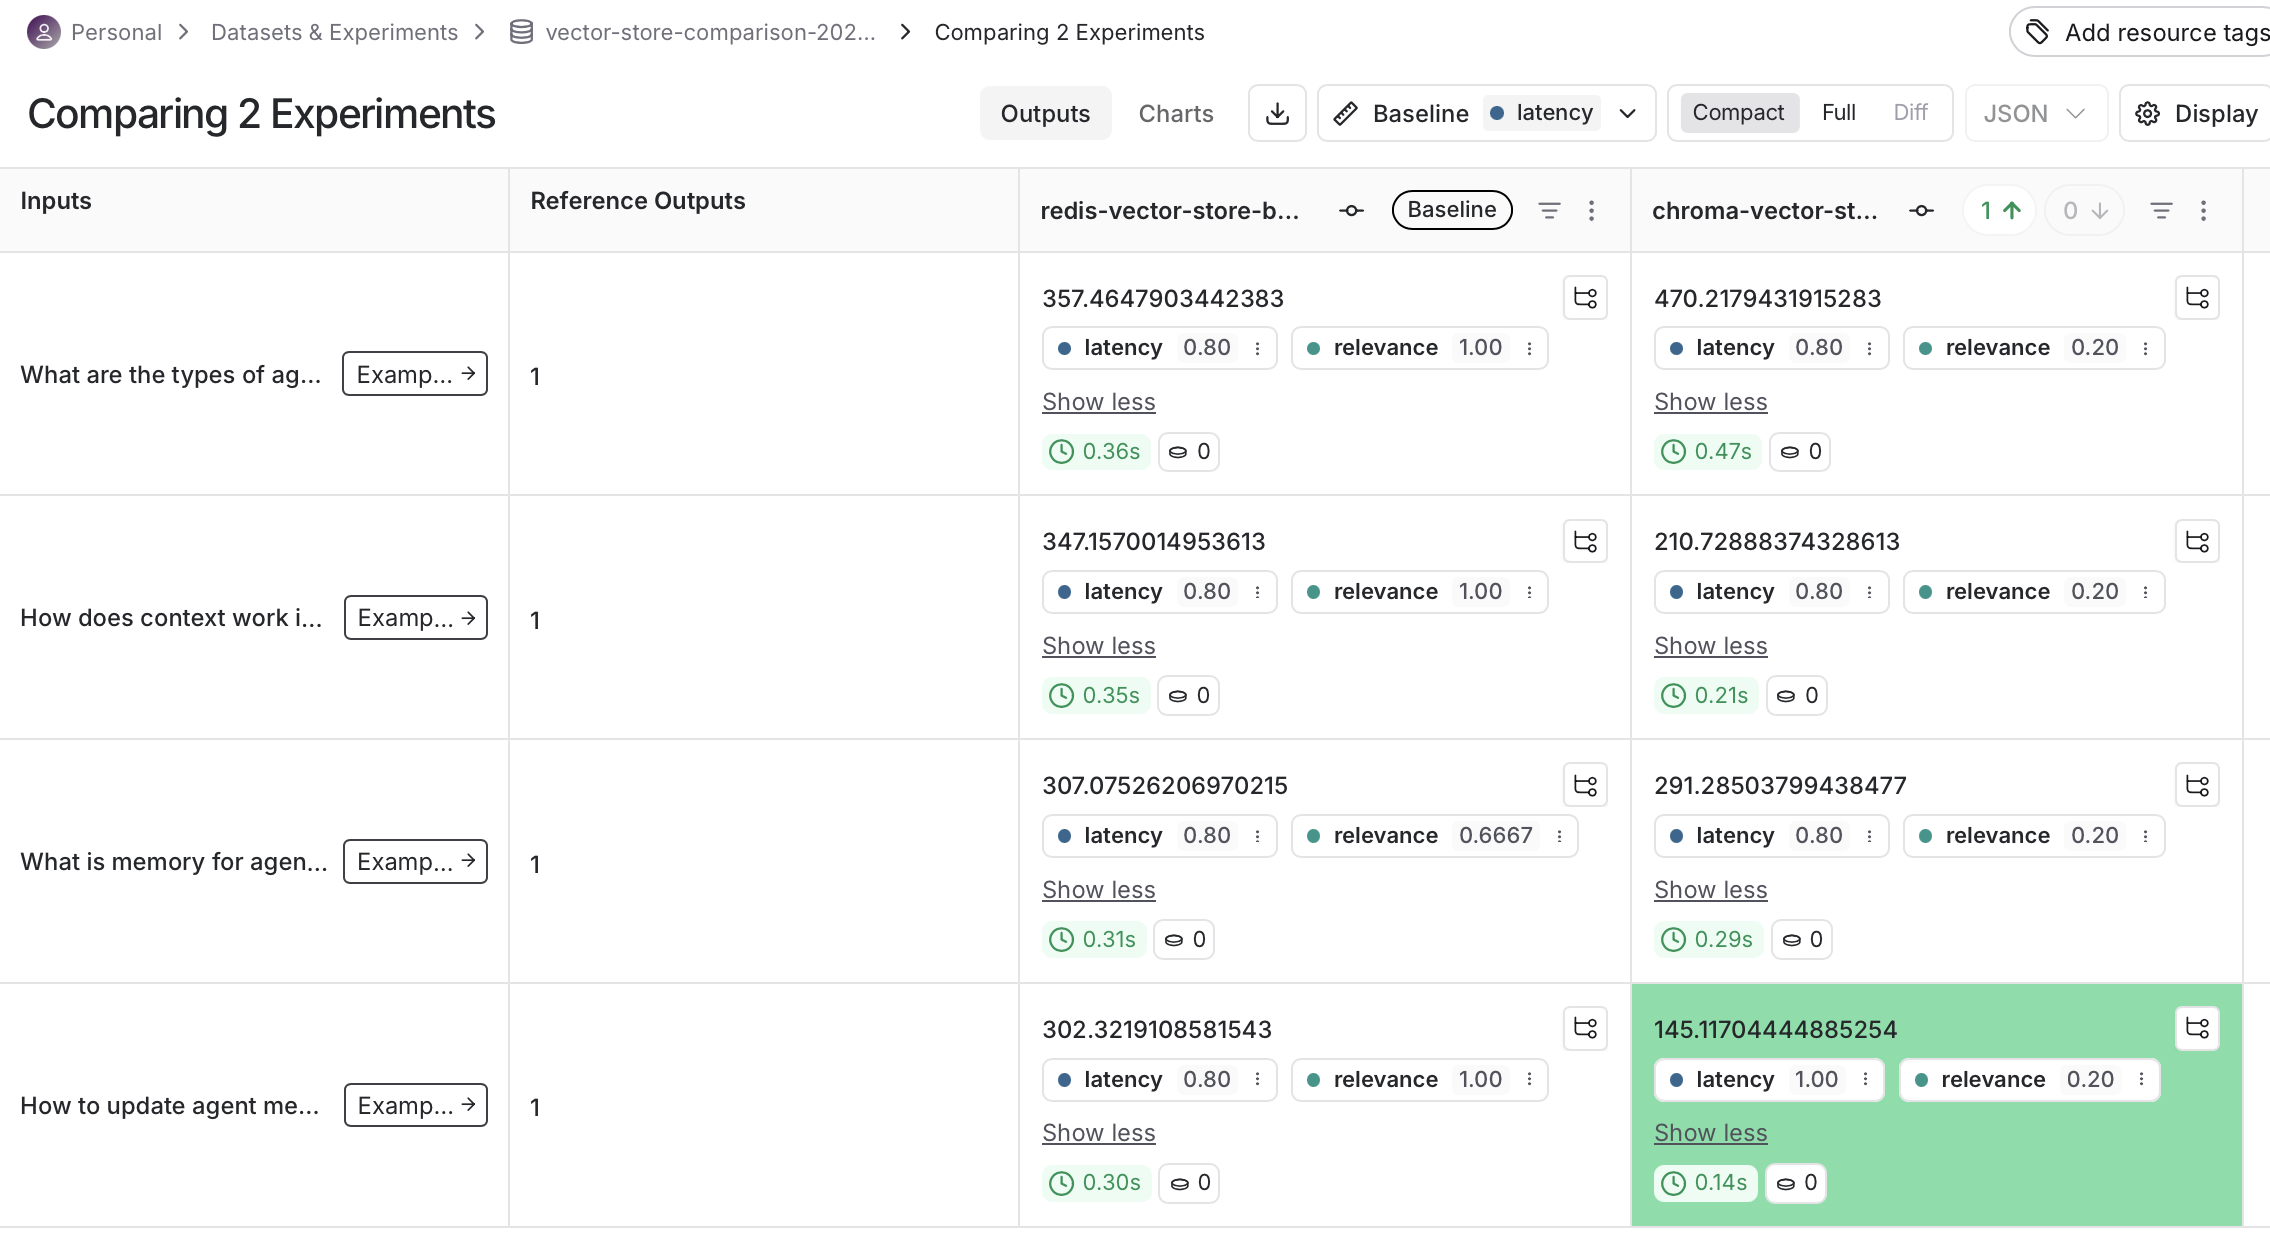 Personal > Datasets & Experiments > vector-store-comparison-202... > Comparing 2 Experiments
Add resource tags
Comparing 2 Experiments
Outputs Charts Baseline latency Compact Full Diff JSON Display
Inputs Reference Outputs redis-vector-store-b... Baseline chroma-vector-st... 1 ↑ 0 ↓
357.4647903442383 470.2179431915283
What are the types of ag... Examp... → 1 latency 0.80 relevance 1.00 latency 0.80 relevance 0.20
Show less Show less
0.36s 0 0.47s 0
347.1570014953613 210.72888374328613
How does context work i... Examp... → 1 latency 0.80 relevance 1.00 latency 0.80 relevance 0.20
Show less Show less
0.35s 0 0.21s 0
307.07526206970215 291.28503799438477
What is memory for agen... Examp... → 1 latency 0.80 relevance 0.6667 latency 0.80 relevance 0.20
Show less Show less
0.31s 0 0.29s 0
302.3219108581543 145.11704444885254
How to update agent me... Examp... → 1 latency 0.80 relevance 1.00 latency 1.00 relevance 0.20
Show less Show less
0.30s 0 0.14s 0